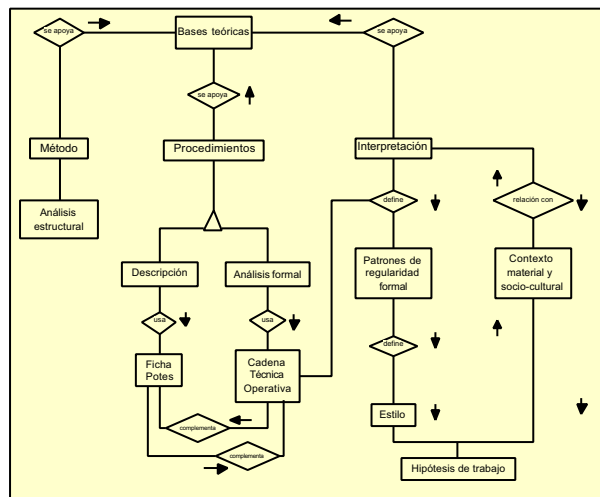 se apoya
Bases teóricas
se apoya
se apoya
Método
Procedimientos
Interpretación
define
relación con
Análisis
estructural
Descripción
Análisis formal
Patrones de
regularidad
formal
Contexto
material y
socio-cultural
usa
usa
define
Ficha
Potes
Cadena
Técnica
Operativa
Estilo
complementa
complementa
Hipótesis de trabajo